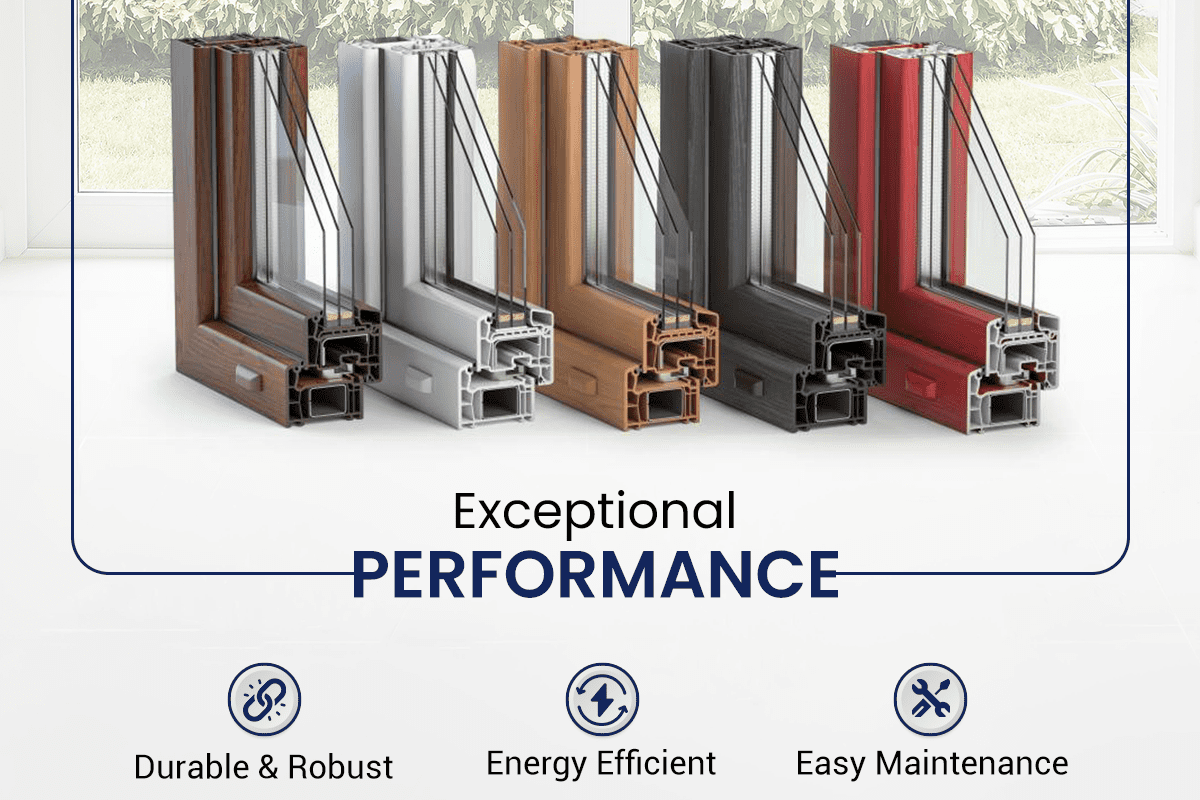 Exceptional
PERFORMANCE
Durable & Robust
Energy Efficient
Easy Maintenance